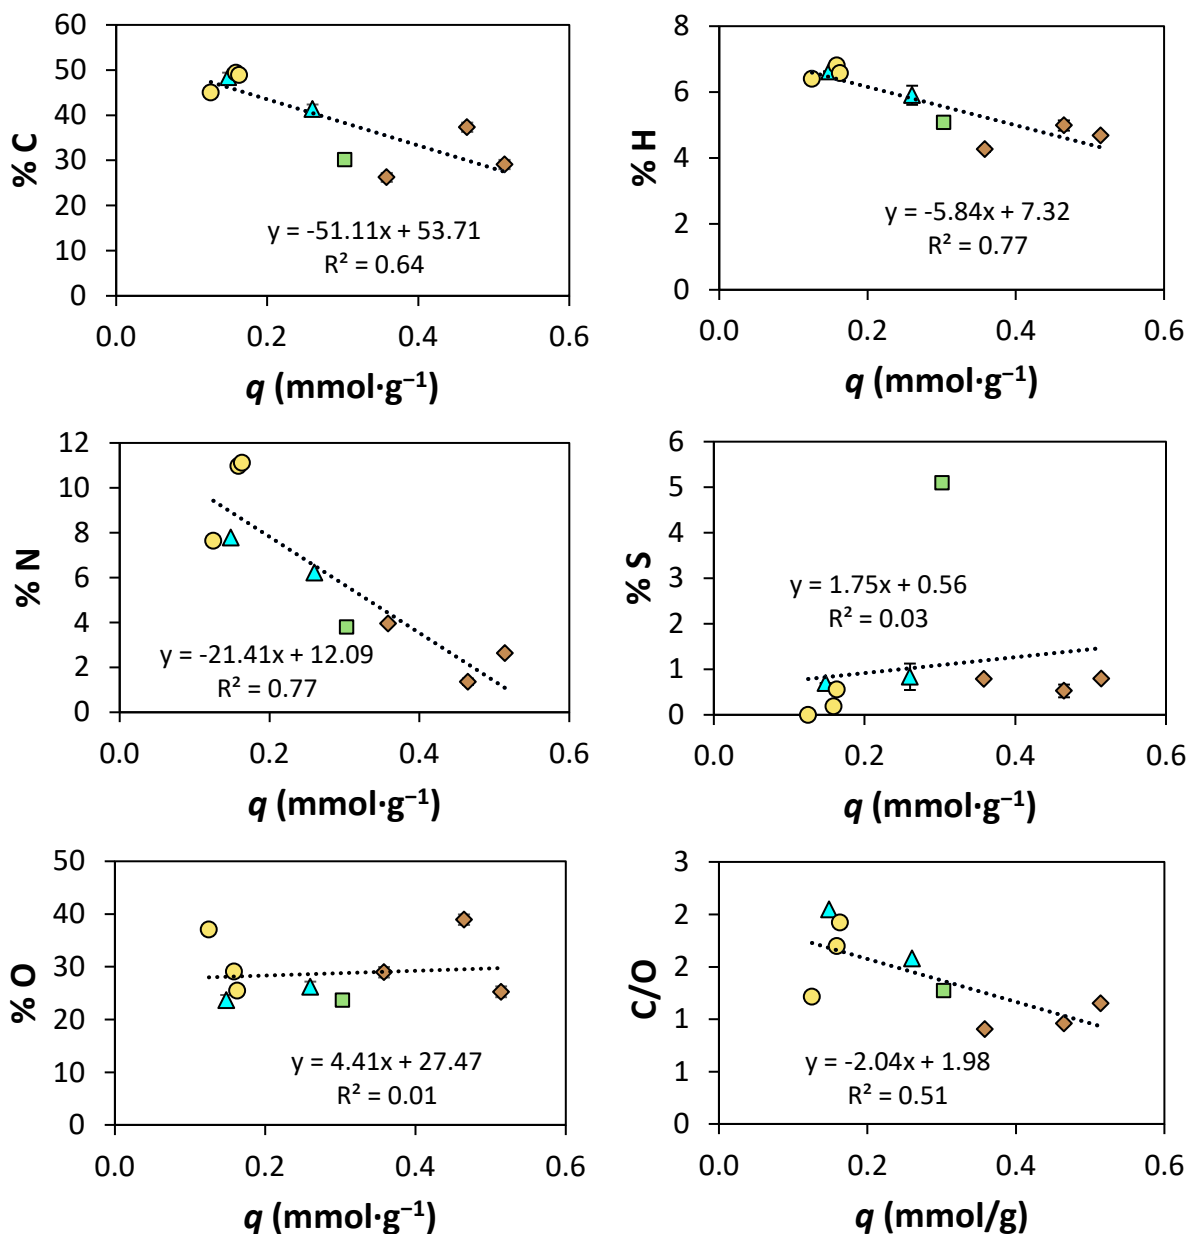 60
50
40
30
20
10
0
% C
y = -51.11x + 53.71
R² = 0.64
0.0 0.2 0.4 0.6
q (mmol·g⁻¹)
8
6
4
2
0
% H
y = -5.84x + 7.32
R² = 0.77
0.0 0.2 0.4 0.6
q (mmol·g⁻¹)
12
10
8
6
4
2
0
% N
y = -21.41x + 12.09
R² = 0.77
0.0 0.2 0.4 0.6
q (mmol·g⁻¹)
6
5
4
3
2
1
0
% S
y = 1.75x + 0.56
R² = 0.03
0.0 0.2 0.4 0.6
q (mmol·g⁻¹)
50
40
30
20
10
0
% O
y = 4.41x + 27.47
R² = 0.01
0.0 0.2 0.4 0.6
q (mmol·g⁻¹)
3
2
2
1
1
0
C/O
y = -2.04x + 1.98
R² = 0.51
0.0 0.2 0.4 0.6
q (mmol/g)